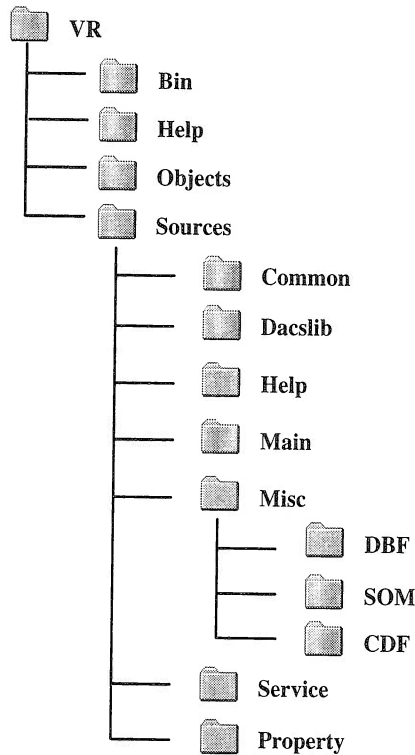 VR
Bin
Help
Objects
Sources
Common
Dacslib
Help
Main
Misc
DBF
SOM
CDF
Service
Property